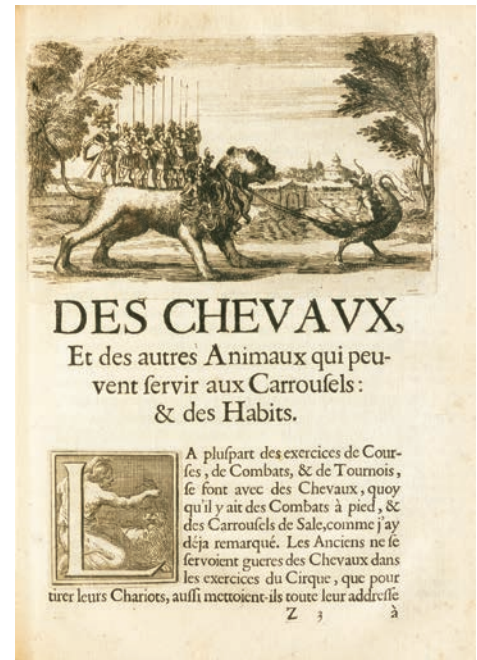 DES CHEVAVX,
Et des autres Animaux qui peu-
vent ſervir aux Carrouſels :
& des Habits.
LA pluſpart des exercices de Cour-
ſes, de Combats, & de Tournois,
ſe font avec des Chevaux, quoy
qu'il y ait des Combats à pied, &
des Carrouſels de Sale, comme j'ay
déja remarqué. Les Anciens ne ſe
ſervoient gueres des Chevaux dans
les exercices du Cirque, que pour
tirer leurs Chariots, auſſi mettoient-ils toute leur addreſſe
Z 3 à